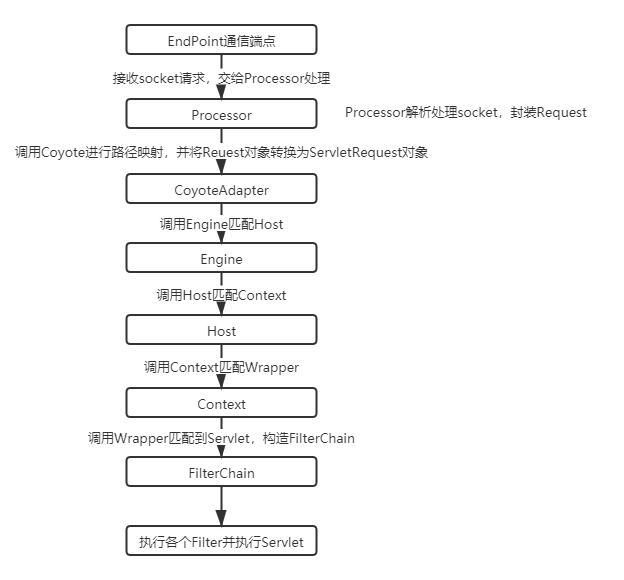 EndPoint通信端点
接收socket请求，交给Processor处理
Processor
Processor解析处理socket，封装Request
调用Coyote进行路径映射，并将Reuest对象转换为ServletRequest对象
CoyoteAdapter
调用Engine匹配Host
Engine
调用Host匹配Context
Host
调用Context匹配Wrapper
Context
调用Wrapper匹配到Servlet，构造FilterChain
FilterChain
执行各个Filter并执行Servlet